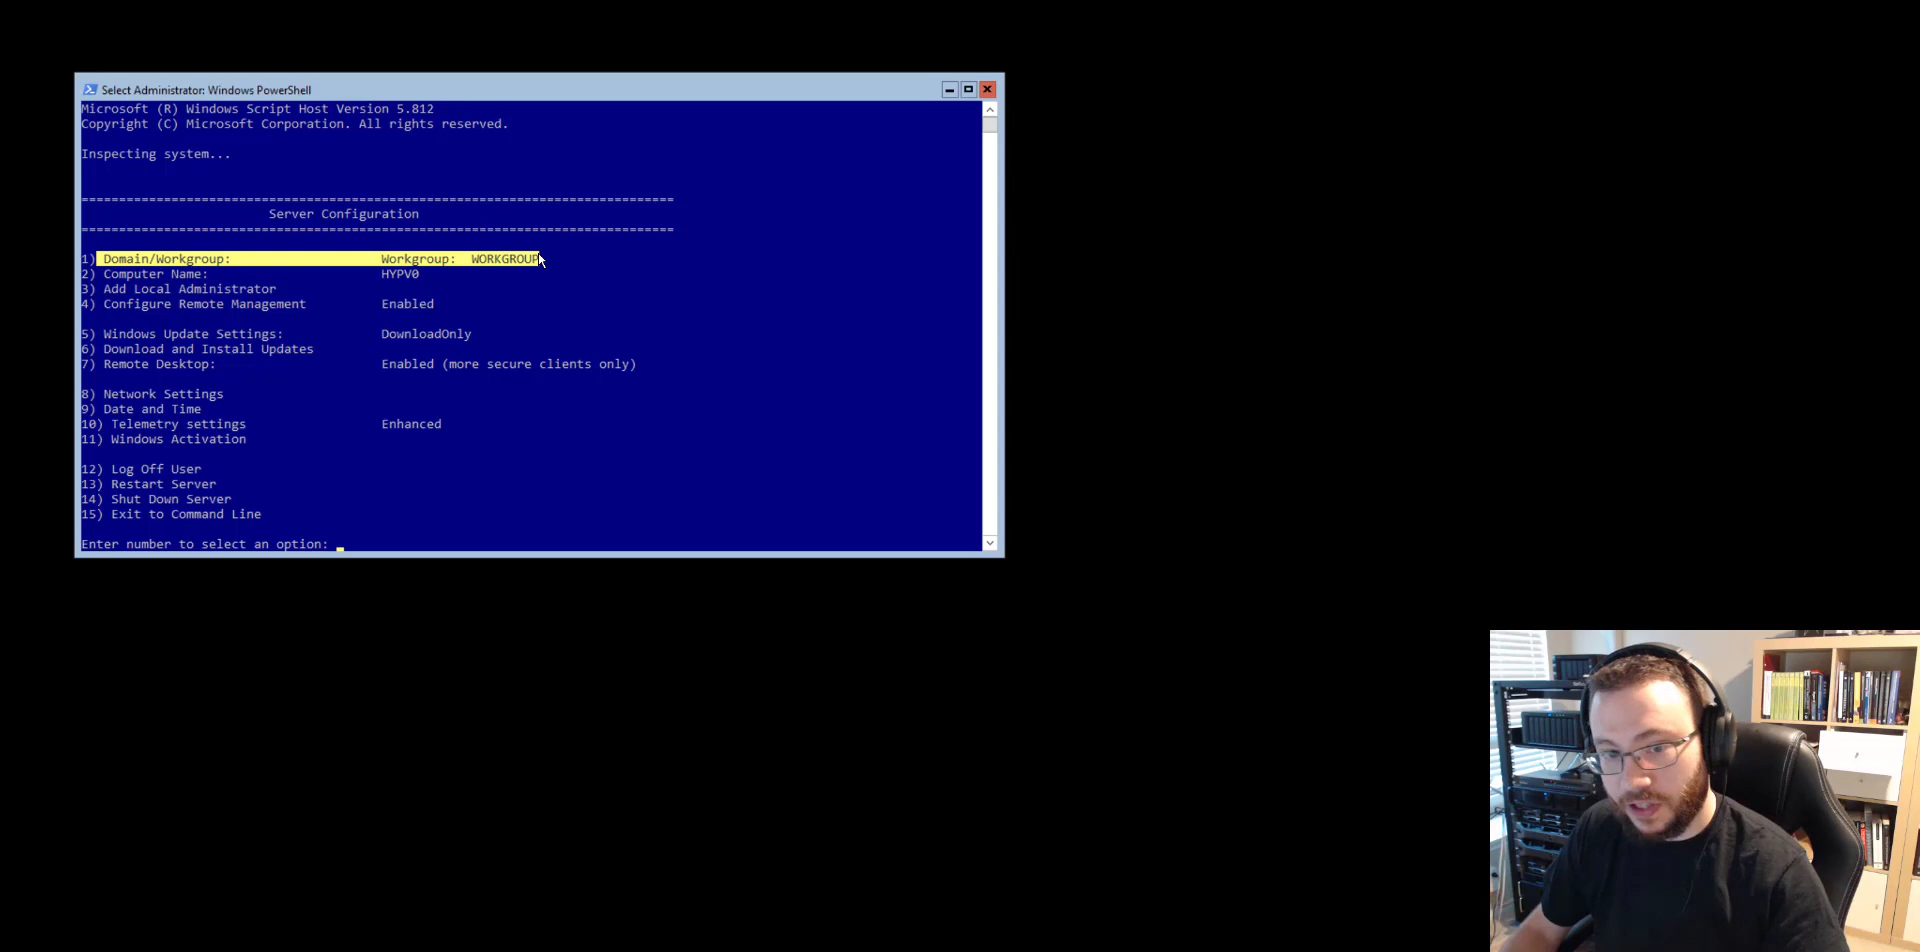 Select Administrator: Windows PowerShell
Microsoft (R) Windows Script Host Version 5.812
Copyright (C) Microsoft Corporation. All rights reserved.
Inspecting system...
===============================================================================
Server Configuration
===============================================================================
1) Domain/Workgroup: Workgroup: WORKGROUP
2) Computer Name: HYPV0
3) Add Local Administrator
4) Configure Remote Management Enabled
5) Windows Update Settings: DownloadOnly
6) Download and Install Updates
7) Remote Desktop: Enabled (more secure clients only)
8) Network Settings
9) Date and Time
10) Telemetry settings Enhanced
11) Windows Activation
12) Log Off User
13) Restart Server
14) Shut Down Server
15) Exit to Command Line
Enter number to select an option: